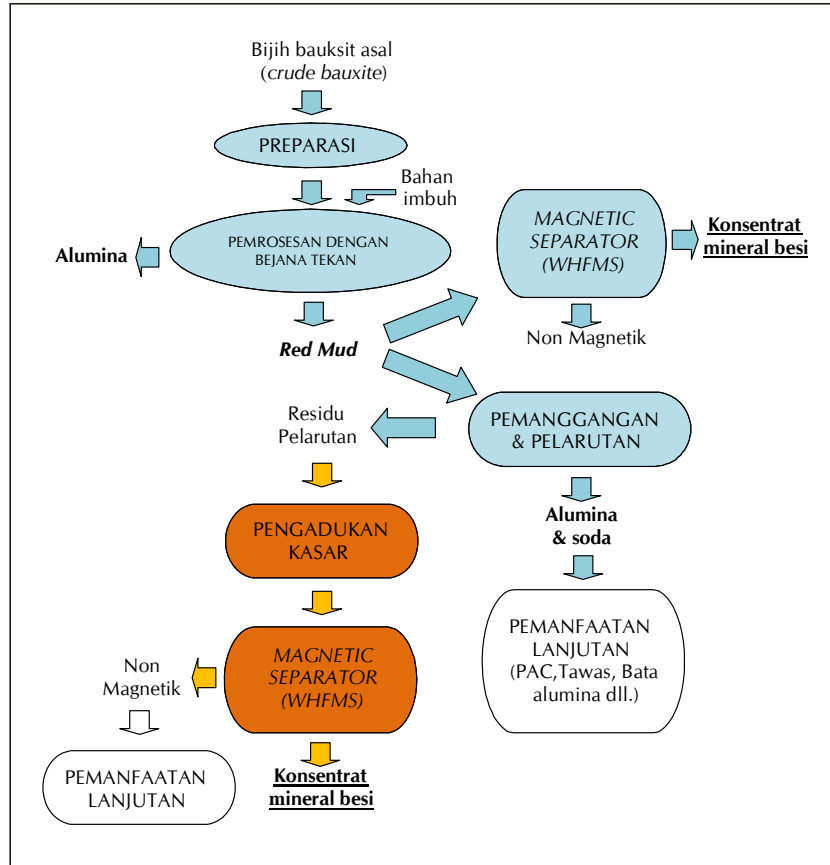 Bijih bauksit asal
(crude bauxite)
PREPARASI
Bahan
imbuh
PEMROSESAN DENGAN
BEJANA TEKAN
Alumina
MAGNETIC
SEPARATOR
(WHFMS)
Konsentrat
mineral besi
Red Mud
Non Magnetik
Residu
Pelarutan
PEMANGGANGAN
& PELARUTAN
PENGADUKAN
KASAR
Alumina
& soda
MAGNETIC
SEPARATOR
(WHFMS)
PEMANFAATAN
LANJUTAN
(PAC,Tawas, Bata
alumina dll.)
Non
Magnetik
PEMANFAATAN
LANJUTAN
Konsentrat
mineral besi